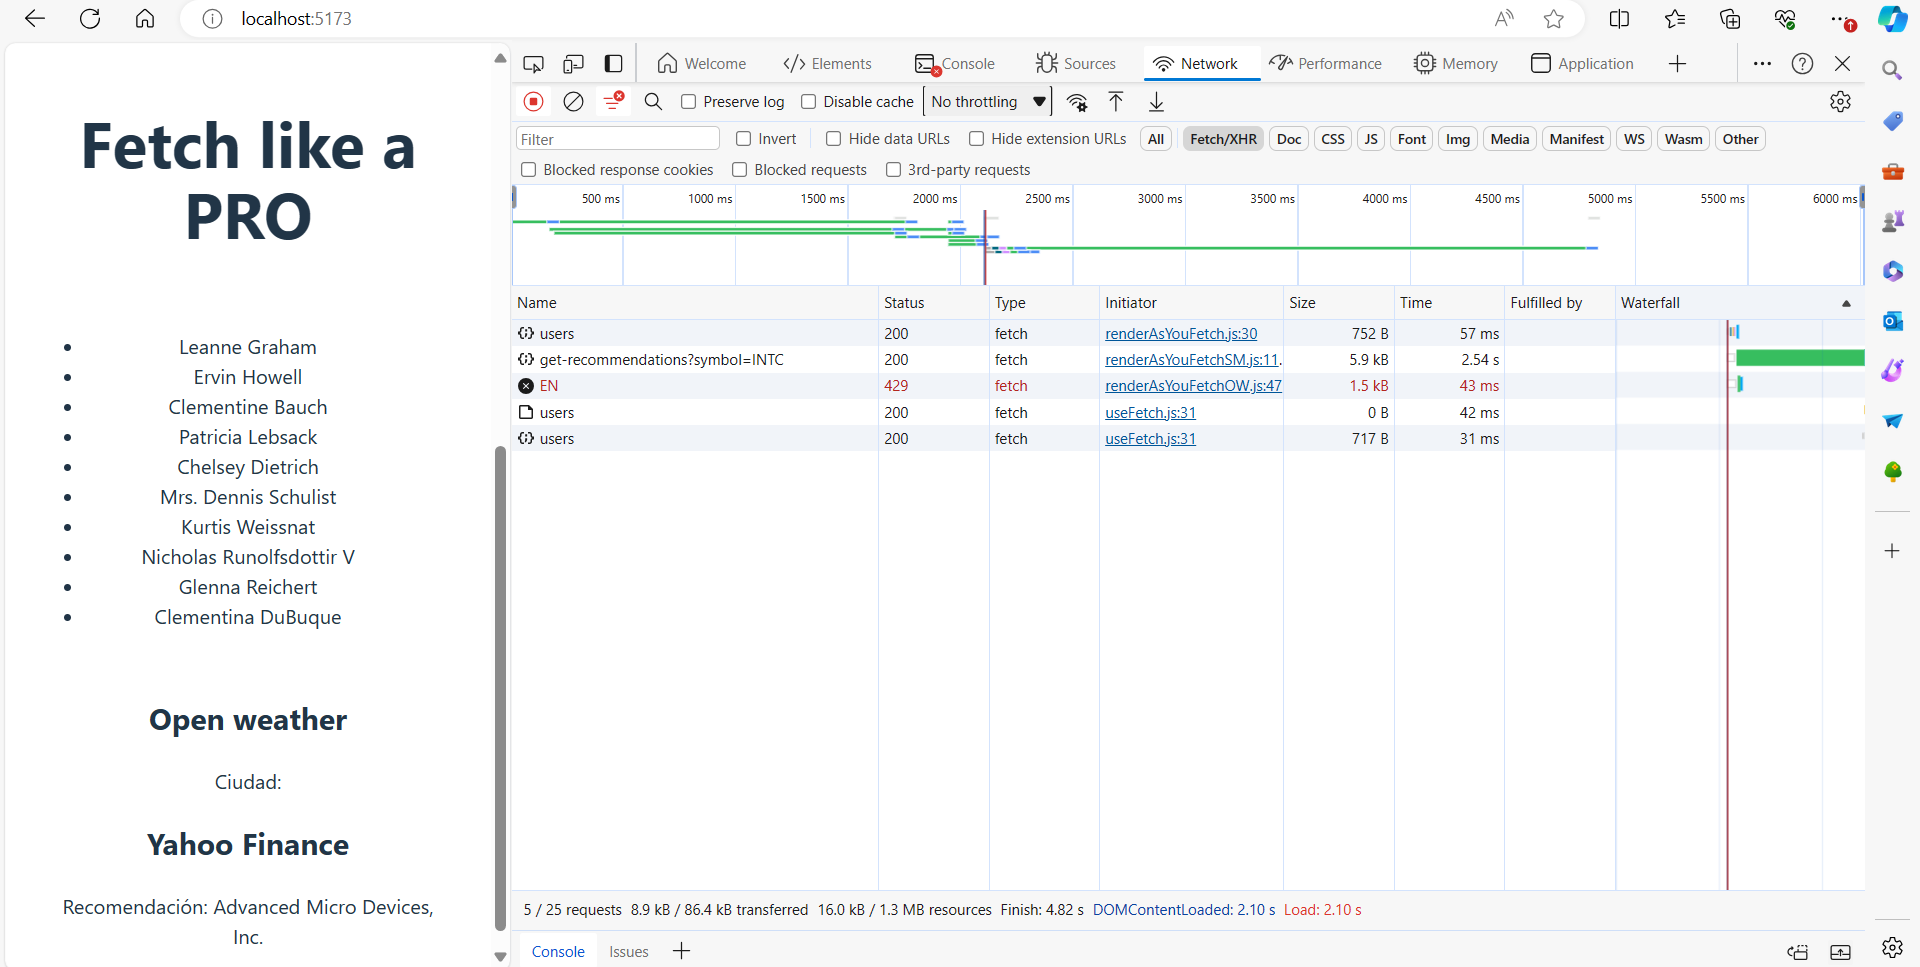 localhost:5173
Fetch like a
PRO
Leanne Graham
Ervin Howell
Clementine Bauch
Patricia Lebsack
Chelsey Dietrich
Mrs. Dennis Schulist
Kurtis Weissnat
Nicholas Runolfsdottir V
Glenna Reichert
Clementina DuBuque
Open weather
Ciudad:
Yahoo Finance
Recomendación: Advanced Micro Devices,
Inc.
Welcome Elements Console Sources Network Performance Memory Application
Preserve log Disable cache No throttling
Filter Invert Hide data URLs Hide extension URLs All Fetch/XHR Doc CSS JS Font Img Media Manifest WS Wasm Other
Blocked response cookies Blocked requests 3rd-party requests
500 ms 1000 ms 1500 ms 2000 ms 2500 ms 3000 ms 3500 ms 4000 ms 4500 ms 5000 ms 5500 ms 6000 ms
Name Status Type Initiator Size Time Fulfilled by Waterfall
users 200 fetch renderAsYouFetch.js:30 752 B 57 ms
get-recommendations?symbol=INTC 200 fetch renderAsYouFetchSM.js:11. 5.9 kB 2.54 s
EN 429 fetch renderAsYouFetchOW.js:47 1.5 kB 43 ms
users 200 fetch useFetch.js:31 0 B 42 ms
users 200 fetch useFetch.js:31 717 B 31 ms
5 / 25 requests 8.9 kB / 86.4 kB transferred 16.0 kB / 1.3 MB resources Finish: 4.82 s DOMContentLoaded: 2.10 s Load: 2.10 s
Console Issues